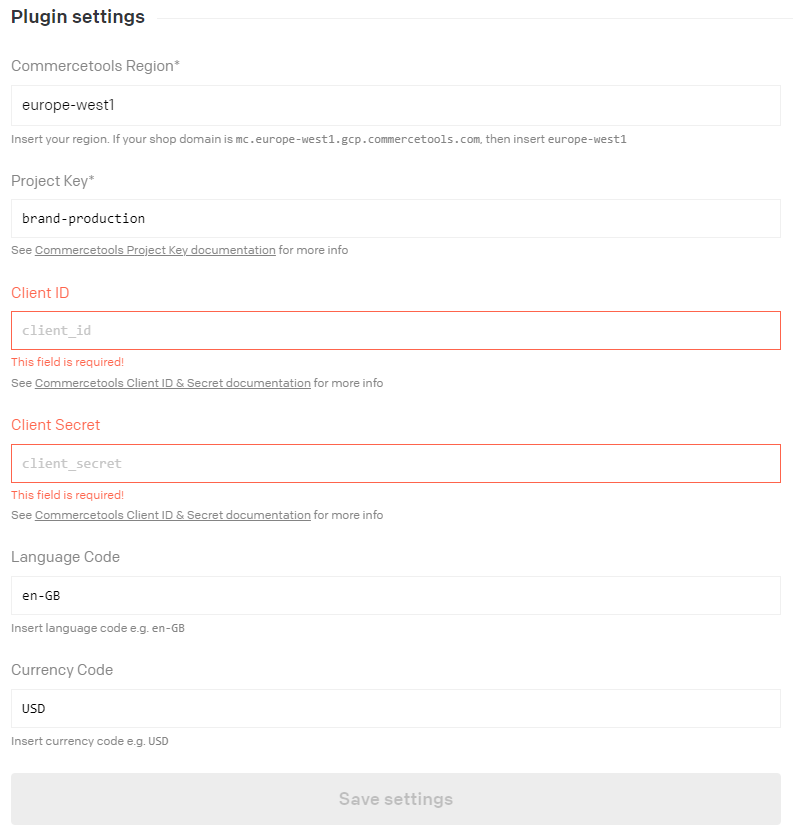 Plugin settings
Commercetools Region*
europe-west1
Insert your region. If your shop domain is mc.europe-west1.gcp.commercetools.com, then insert europe-west1
Project Key*
brand-production
See Commercetools Project Key documentation for more info
Client ID
client_id
This field is required!
See Commercetools Client ID & Secret documentation for more info
Client Secret
client_secret
This field is required!
See Commercetools Client ID & Secret documentation for more info
Language Code
en-GB
Insert language code e.g. en-GB
Currency Code
USD
Insert currency code e.g. USD
Save settings